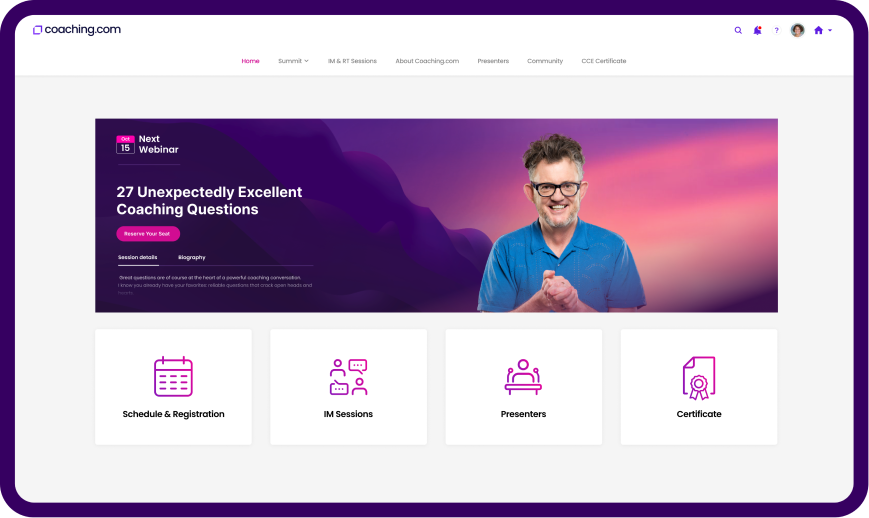 coaching.com
?
Home Summit IM & RT Sessions About Coaching.com Presenters Community CCE Certificate
Oct
15
Next
Webinar
27 Unexpectedly Excellent
Coaching Questions
Reserve Your Seat
Session details Biography
Great questions are of course at the heart of a powerful coaching conversation.
I know you already have your favorites: reliable questions that crack open heads and
hearts.
Schedule & Registration IM Sessions Presenters Certificate